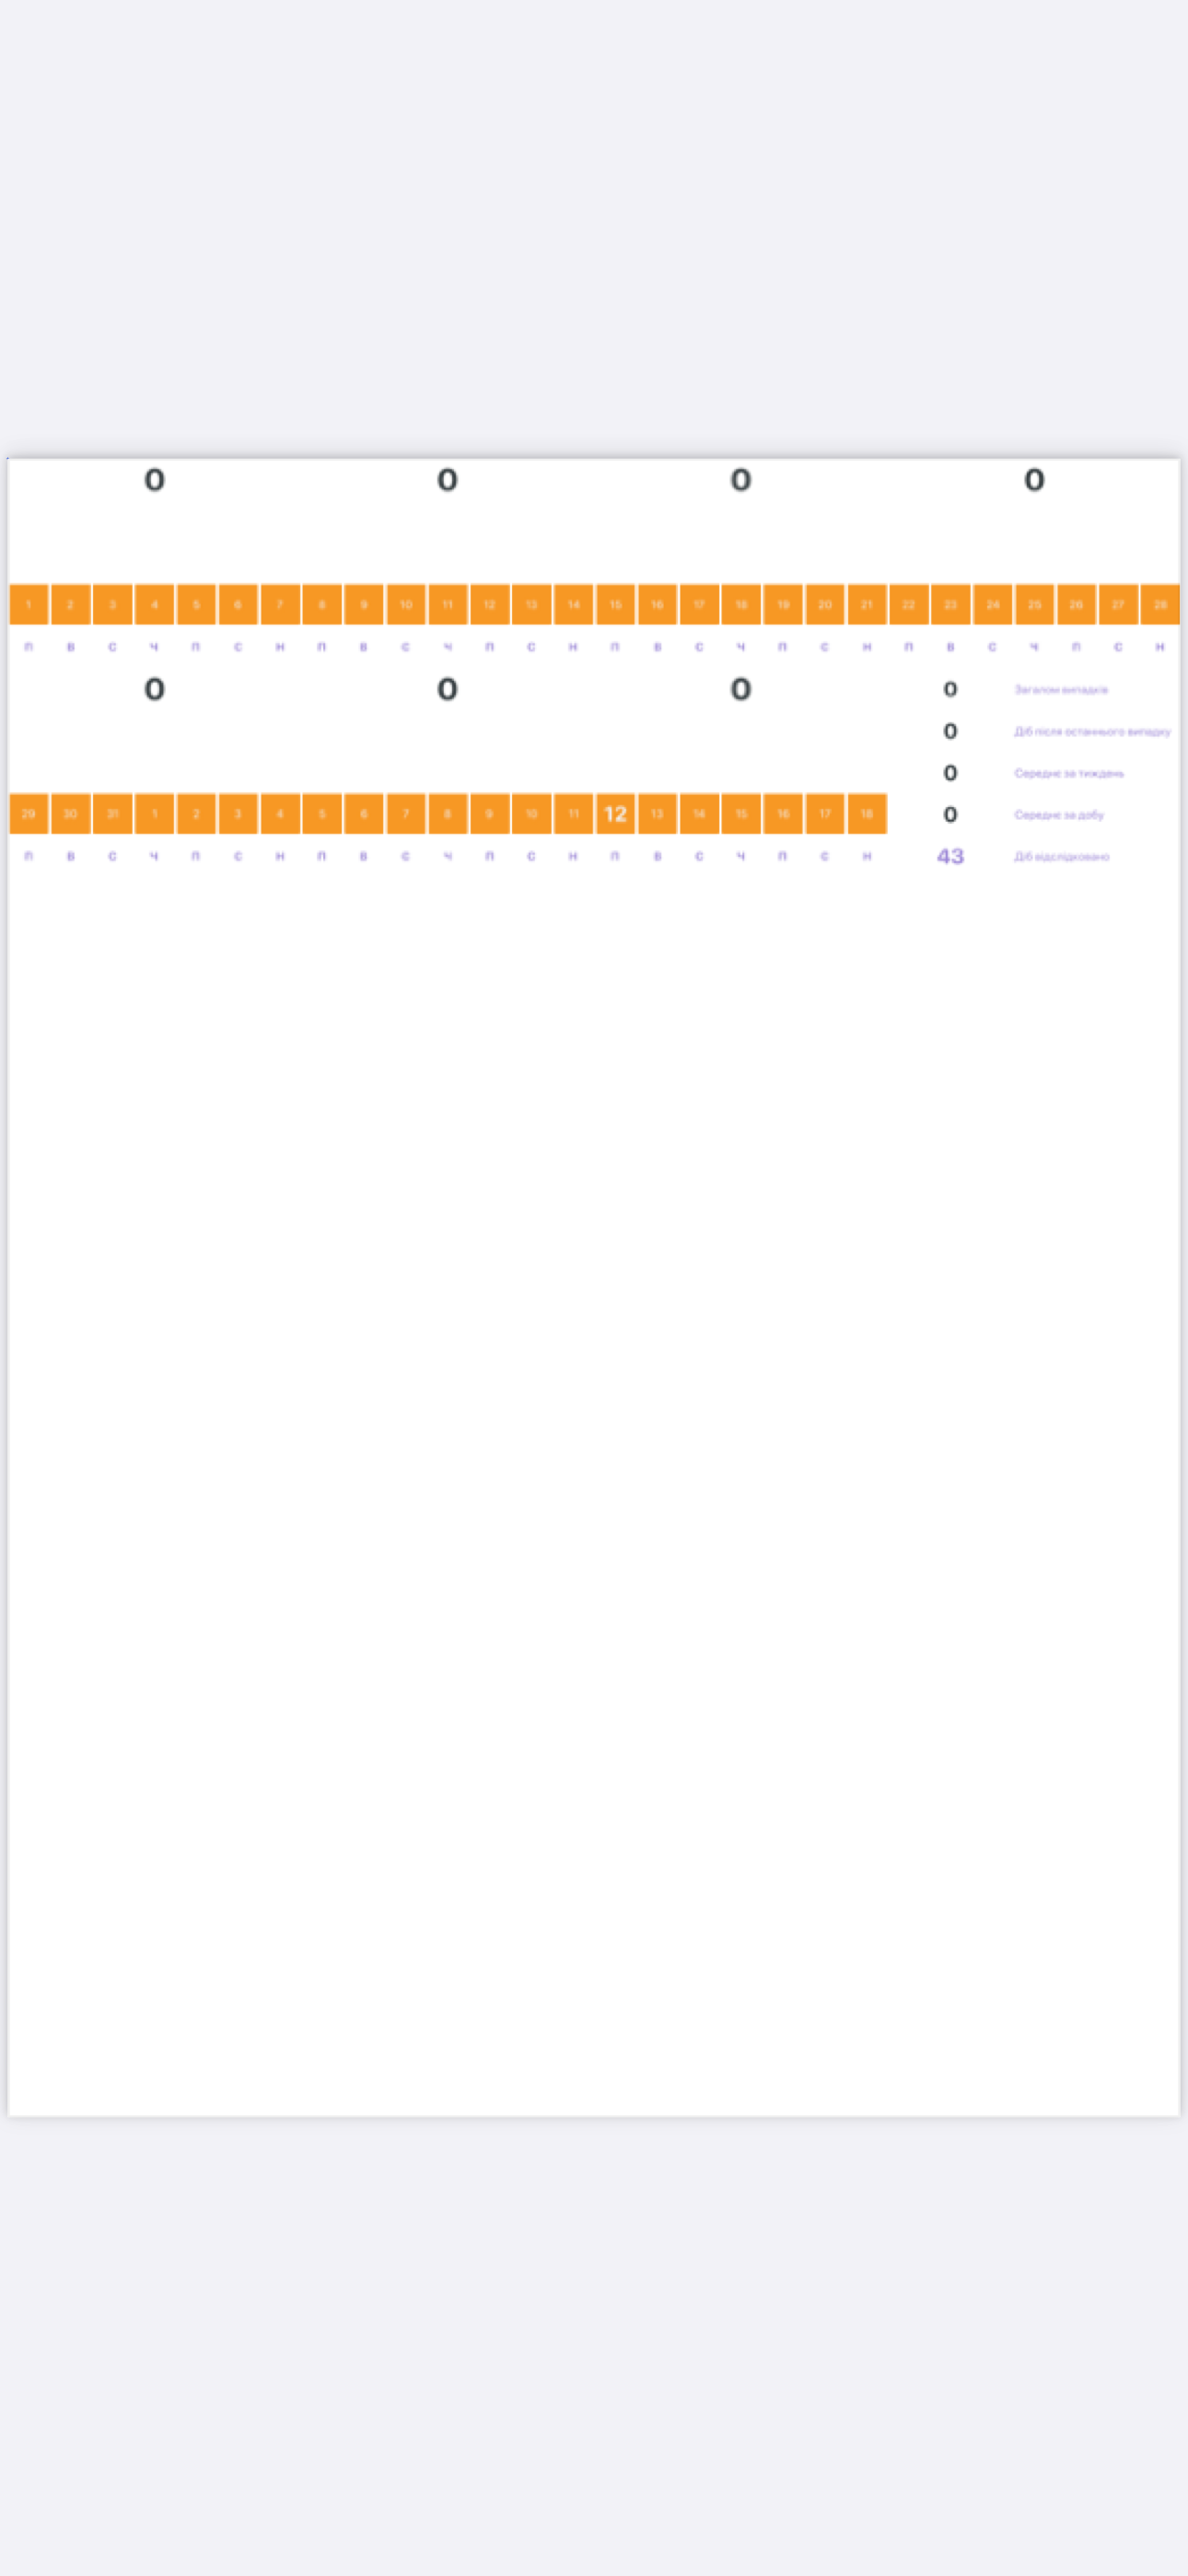 0 0 0 0
1 2 3 4 5 6 7 8 9 10 11 12 13 14 15 16 17 18 19 20 21 22 23 24 25 26 27 28
П В С Ч П С Н П В С Ч П С Н П В С Ч П С Н П В С Ч П С Н
0 0 0
0 Загалом випадків
0 Діб після останнього випадку
0 Середнє за тиждень
29 30 31 1 2 3 4 5 6 7 8 9 10 11 12 13 14 15 16 17 18
0 Середнє за добу
П В С Ч П С Н П В С Ч П С Н П В С Ч П С Н
43 Діб відслідковано